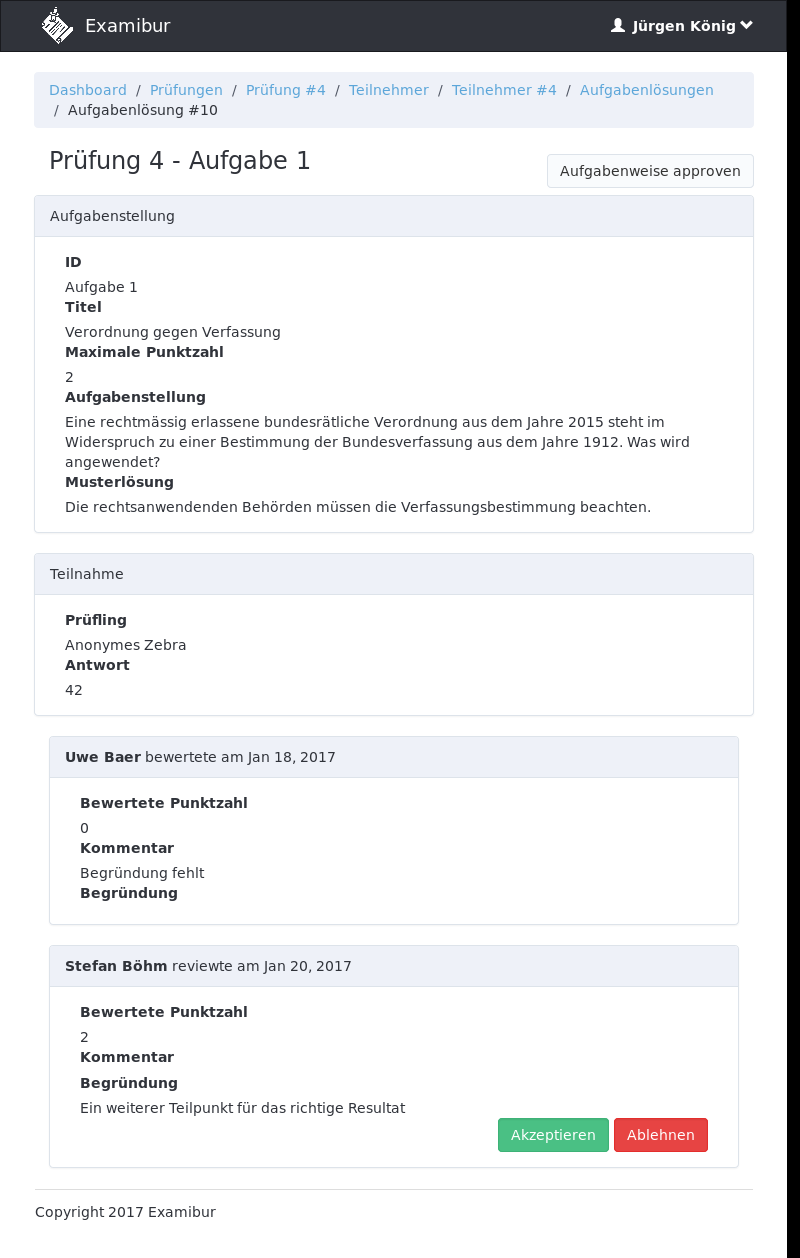 Examibur
Jürgen König
Dashboard / Prüfungen / Prüfung #4 / Teilnehmer / Teilnehmer #4 / Aufgabenlösungen
/ Aufgabenlösung #10
Prüfung 4 - Aufgabe 1
Aufgabenweise approven
Aufgabenstellung
ID
Aufgabe 1
Titel
Verordnung gegen Verfassung
Maximale Punktzahl
2
Aufgabenstellung
Eine rechtmässig erlassene bundesrätliche Verordnung aus dem Jahre 2015 steht im
Widerspruch zu einer Bestimmung der Bundesverfassung aus dem Jahre 1912. Was wird
angewendet?
Musterlösung
Die rechtsanwendenden Behörden müssen die Verfassungsbestimmung beachten.
Teilnahme
Prüfling
Anonymes Zebra
Antwort
42
Uwe Baer bewertete am Jan 18, 2017
Bewertete Punktzahl
0
Kommentar
Begründung fehlt
Begründung
Stefan Böhm reviewte am Jan 20, 2017
Bewertete Punktzahl
2
Kommentar
Begründung
Ein weiterer Teilpunkt für das richtige Resultat
Akzeptieren
Ablehnen
Copyright 2017 Examibur